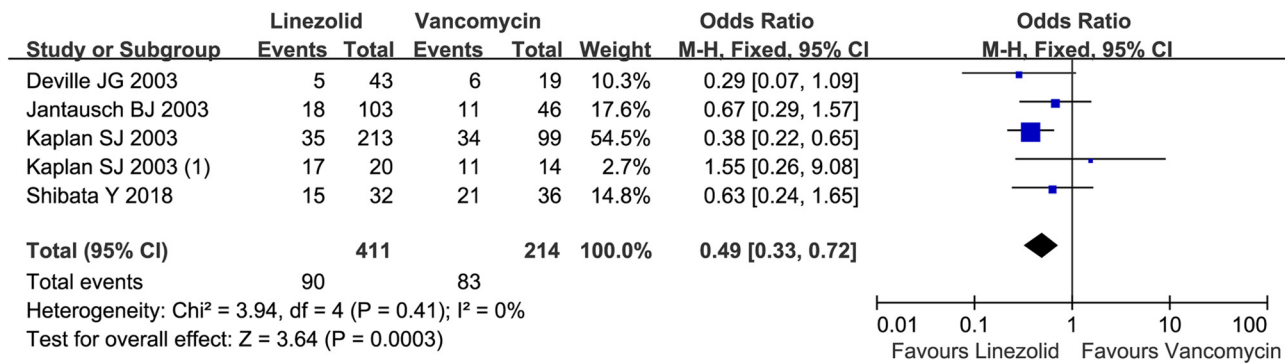 Linezolid Vancomycin Odds Ratio Odds Ratio
Study or Subgroup Events Total Events Total Weight M-H, Fixed, 95% CI M-H, Fixed, 95% CI
Deville JG 2003 5 43 6 19 10.3% 0.29 [0.07, 1.09]
Jantausch BJ 2003 18 103 11 46 17.6% 0.67 [0.29, 1.57]
Kaplan SJ 2003 35 213 34 99 54.5% 0.38 [0.22, 0.65]
Kaplan SJ 2003 (1) 17 20 11 14 2.7% 1.55 [0.26, 9.08]
Shibata Y 2018 15 32 21 36 14.8% 0.63 [0.24, 1.65]
Total (95% CI) 411 214 100.0% 0.49 [0.33, 0.72]
Total events 90 83
Heterogeneity: Chi² = 3.94, df = 4 (P = 0.41); I² = 0%
Test for overall effect: Z = 3.64 (P = 0.0003)
0.01 0.1 1 10 100
Favours Linezolid Favours Vancomycin